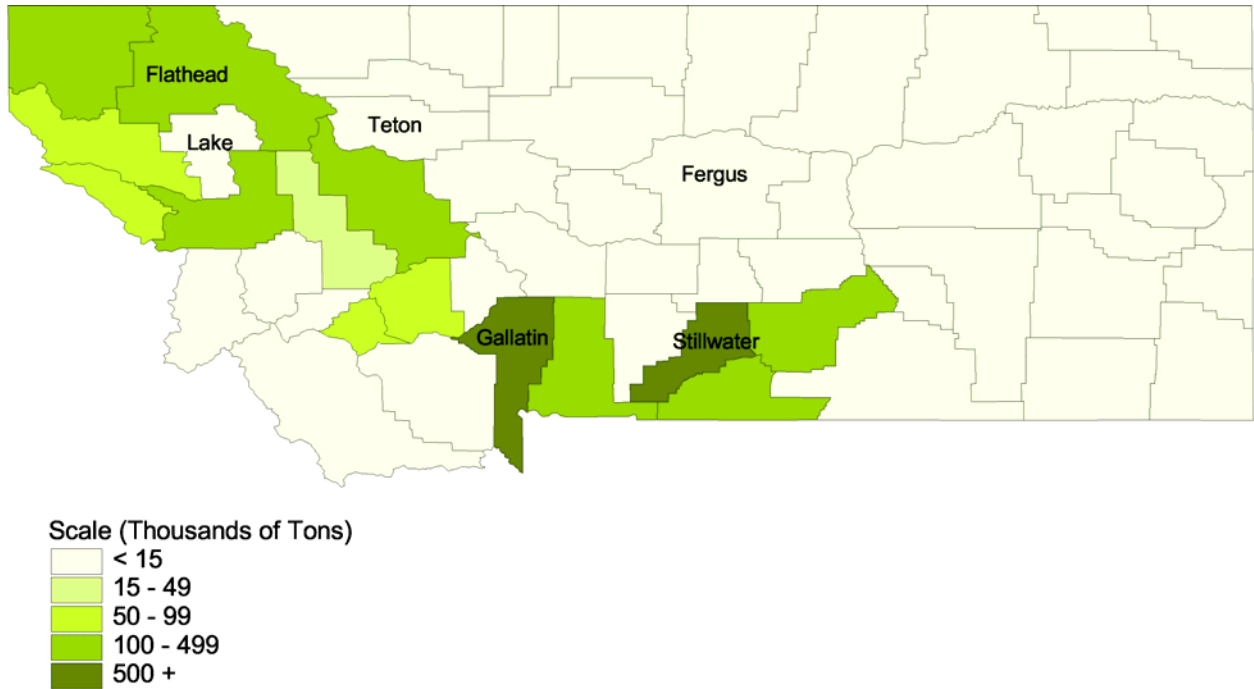 Flathead
Teton
Lake
Fergus
Gallatin
Stillwater
Scale (Thousands of Tons)
< 15
15 - 49
50 - 99
100 - 499
500 +